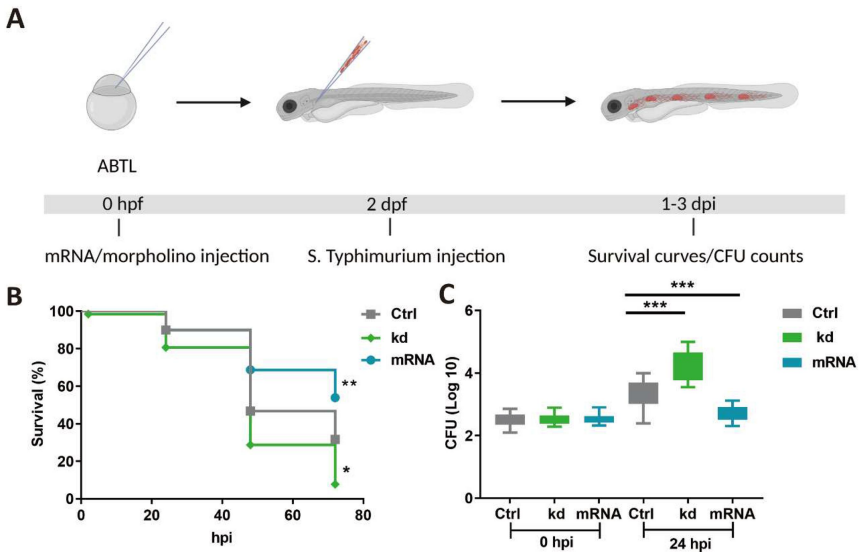 A
ABTL
0 hpf 2 dpf 1-3 dpi
mRNA/morpholino injection S. Typhimurium injection Survival curves/CFU counts
B
100
80
60
40
20
0
Survival (%)
0 20 40 60 80
hpi
Ctrl
kd
mRNA
**
*
C
6
4
2
0
CFU (Log 10)
***
***
Ctrl kd mRNA Ctrl kd mRNA
0 hpi 24 hpi
Ctrl
kd
mRNA